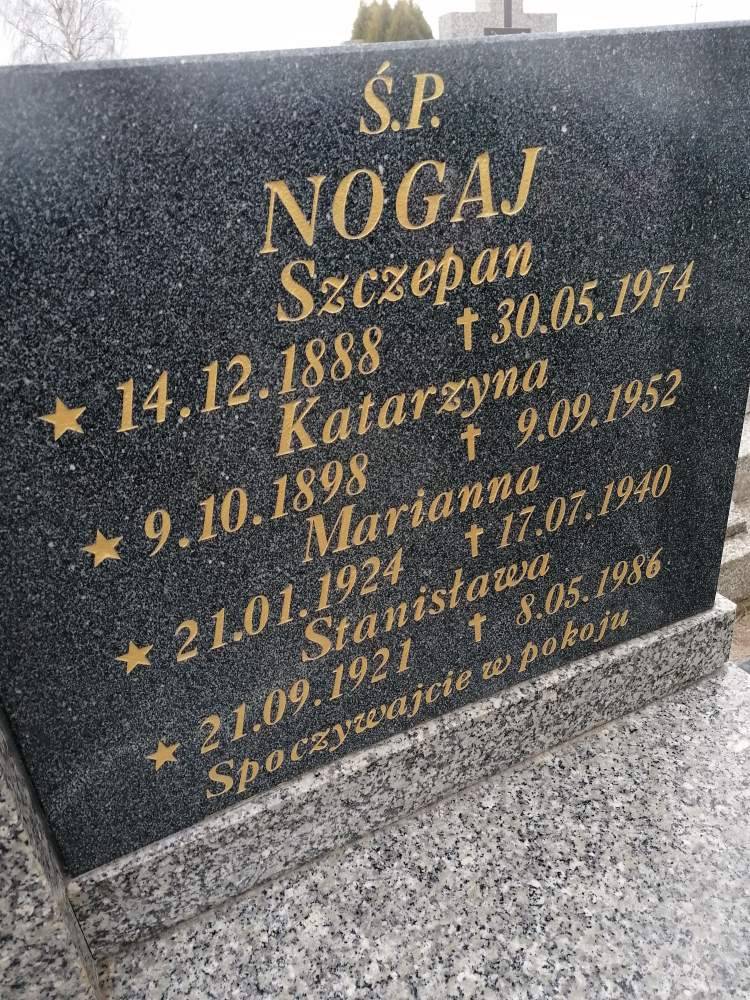 Ś.P.
NOGAJ
Szczepan
★ 14.12.1888 ✝ 30.05.1974
Katarzyna
★ 9.10.1898 ✝ 9.09.1952
Marianna
★ 21.01.1924 ✝ 17.07.1940
Stanisława
★ 21.09.1921 ✝ 8.05.1986
Spoczywajcie w pokoju